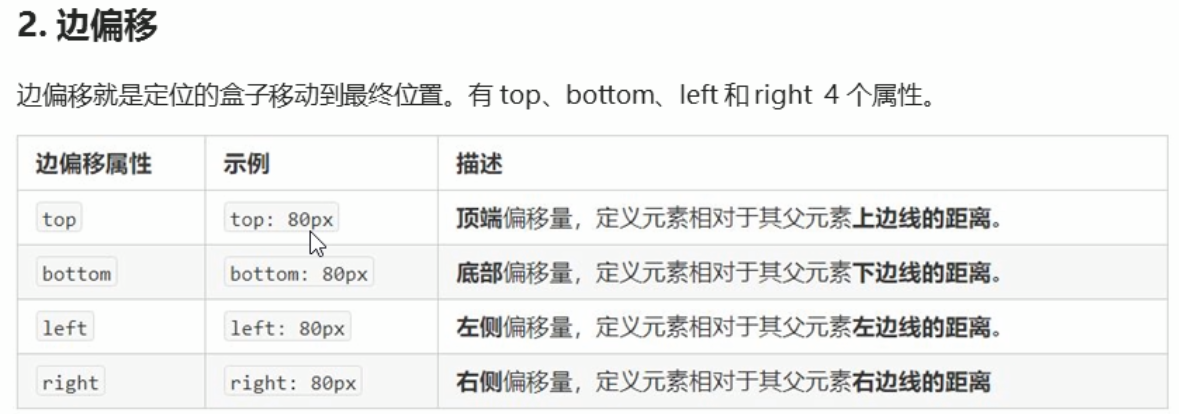 2. 边偏移
边偏移就是定位的盒子移动到最终位置。有 top、bottom、left 和 right 4 个属性。
边偏移属性 示例 描述
top top: 80px 顶端偏移量，定义元素相对于其父元素上边线的距离。
bottom bottom: 80px 底部偏移量，定义元素相对于其父元素下边线的距离。
left left: 80px 左侧偏移量，定义元素相对于其父元素左边线的距离。
right right: 80px 右侧偏移量，定义元素相对于其父元素右边线的距离